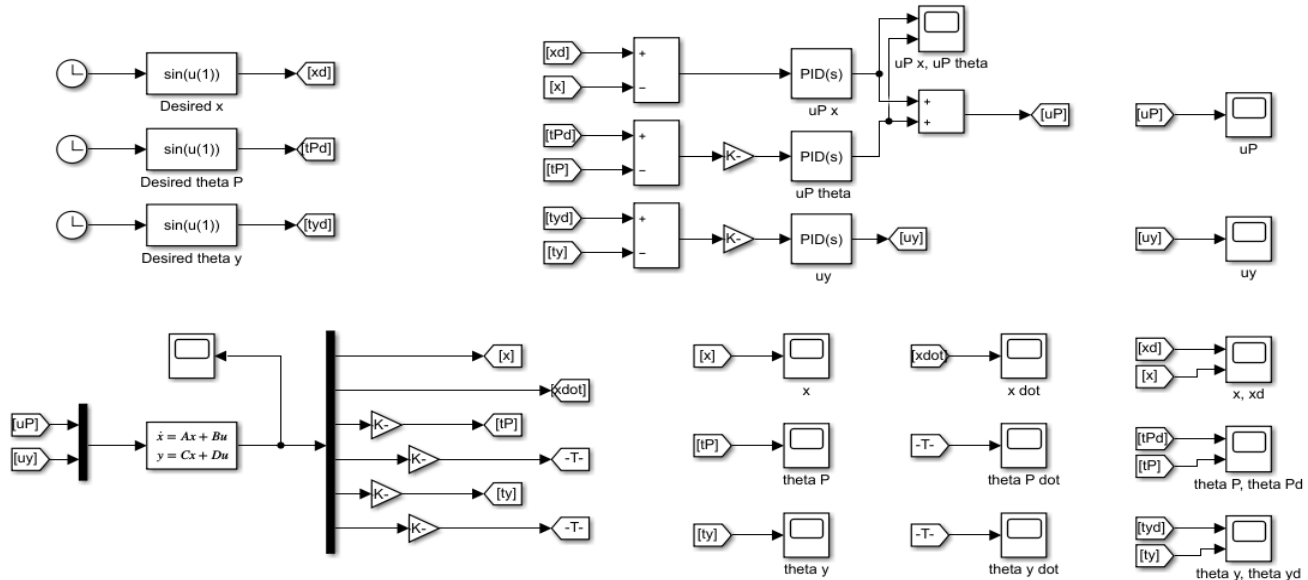 sin(u(1))
[xd]
Desired x
sin(u(1))
[tPd]
Desired theta P
sin(u(1))
[tyd]
Desired theta y
[xd]
+
[x]
−
PID(s)
uP x
uP x, uP theta
[tPd]
+
[tP]
−
K-
PID(s)
uP theta
+
+
[uP]
[tyd]
+
[ty]
−
K-
PID(s)
uy
[uy]
[uP]
uP
[uy]
uy
[uP]
[uy]
ẋ = Ax + Bu
y = Cx + Du
[x]
[xdot]
K-
[tP]
K-
-T-
K-
[ty]
K-
-T-
[x]
x
[xdot]
x dot
[xd]
[x]
x, xd
[tP]
theta P
-T-
theta P dot
[tPd]
[tP]
theta P, theta Pd
[ty]
theta y
-T-
theta y dot
[tyd]
[ty]
theta y, theta yd